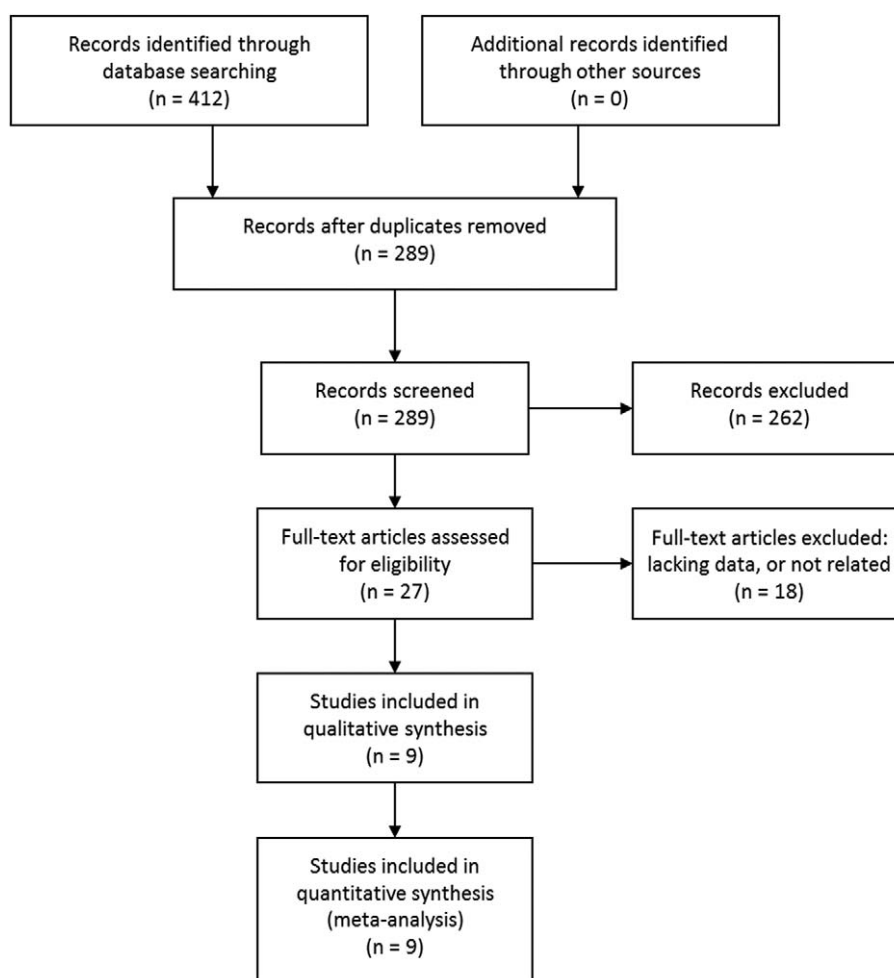 Records identified through
database searching
(n = 412)
Additional records identified
through other sources
(n = 0)
Records after duplicates removed
(n = 289)
Records screened
(n = 289)
Records excluded
(n = 262)
Full-text articles assessed
for eligibility
(n = 27)
Full-text articles excluded:
lacking data, or not related
(n = 18)
Studies included in
qualitative synthesis
(n = 9)
Studies included in
quantitative synthesis
(meta-analysis)
(n = 9)